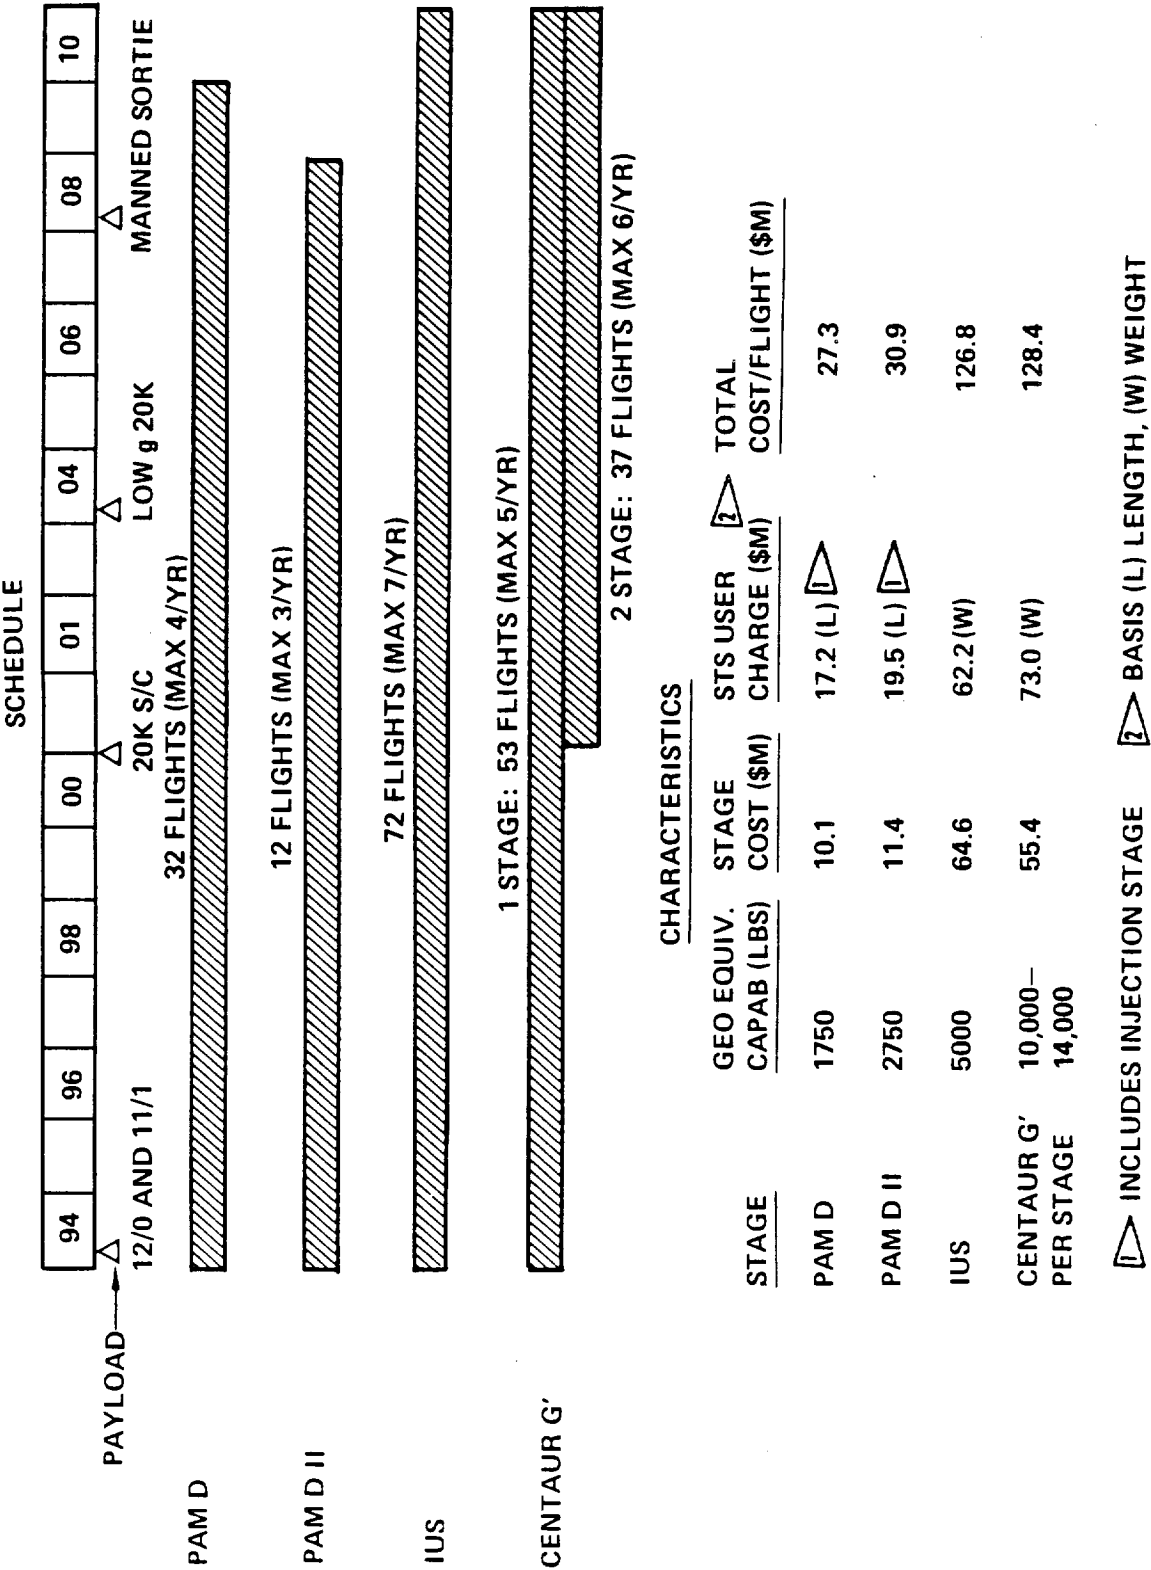 SCHEDULE
94 96 98 00 01 04 06 08 10
PAYLOAD
12/0 AND 11/1
20K S/C
LOW g 20K
MANNED SORTIE
PAM D
32 FLIGHTS (MAX 4/YR)
PAM D II
12 FLIGHTS (MAX 3/YR)
IUS
72 FLIGHTS (MAX 7/YR)
CENTAUR G'
1 STAGE: 53 FLIGHTS (MAX 5/YR)
2 STAGE: 37 FLIGHTS (MAX 6/YR)
CHARACTERISTICS
STAGE
GEO EQUIV.
CAPAB (LBS)
STAGE
COST ($M)
STS USER
CHARGE ($M)
2 TOTAL
COST/FLIGHT ($M)
PAM D 1750 10.1 17.2 (L) 1 27.3
PAM D II 2750 11.4 19.5 (L) 1 30.9
IUS 5000 64.6 62.2 (W) 126.8
CENTAUR G' 10,000– 55.4 73.0 (W) 128.4
PER STAGE 14,000
1 INCLUDES INJECTION STAGE 2 BASIS (L) LENGTH, (W) WEIGHT